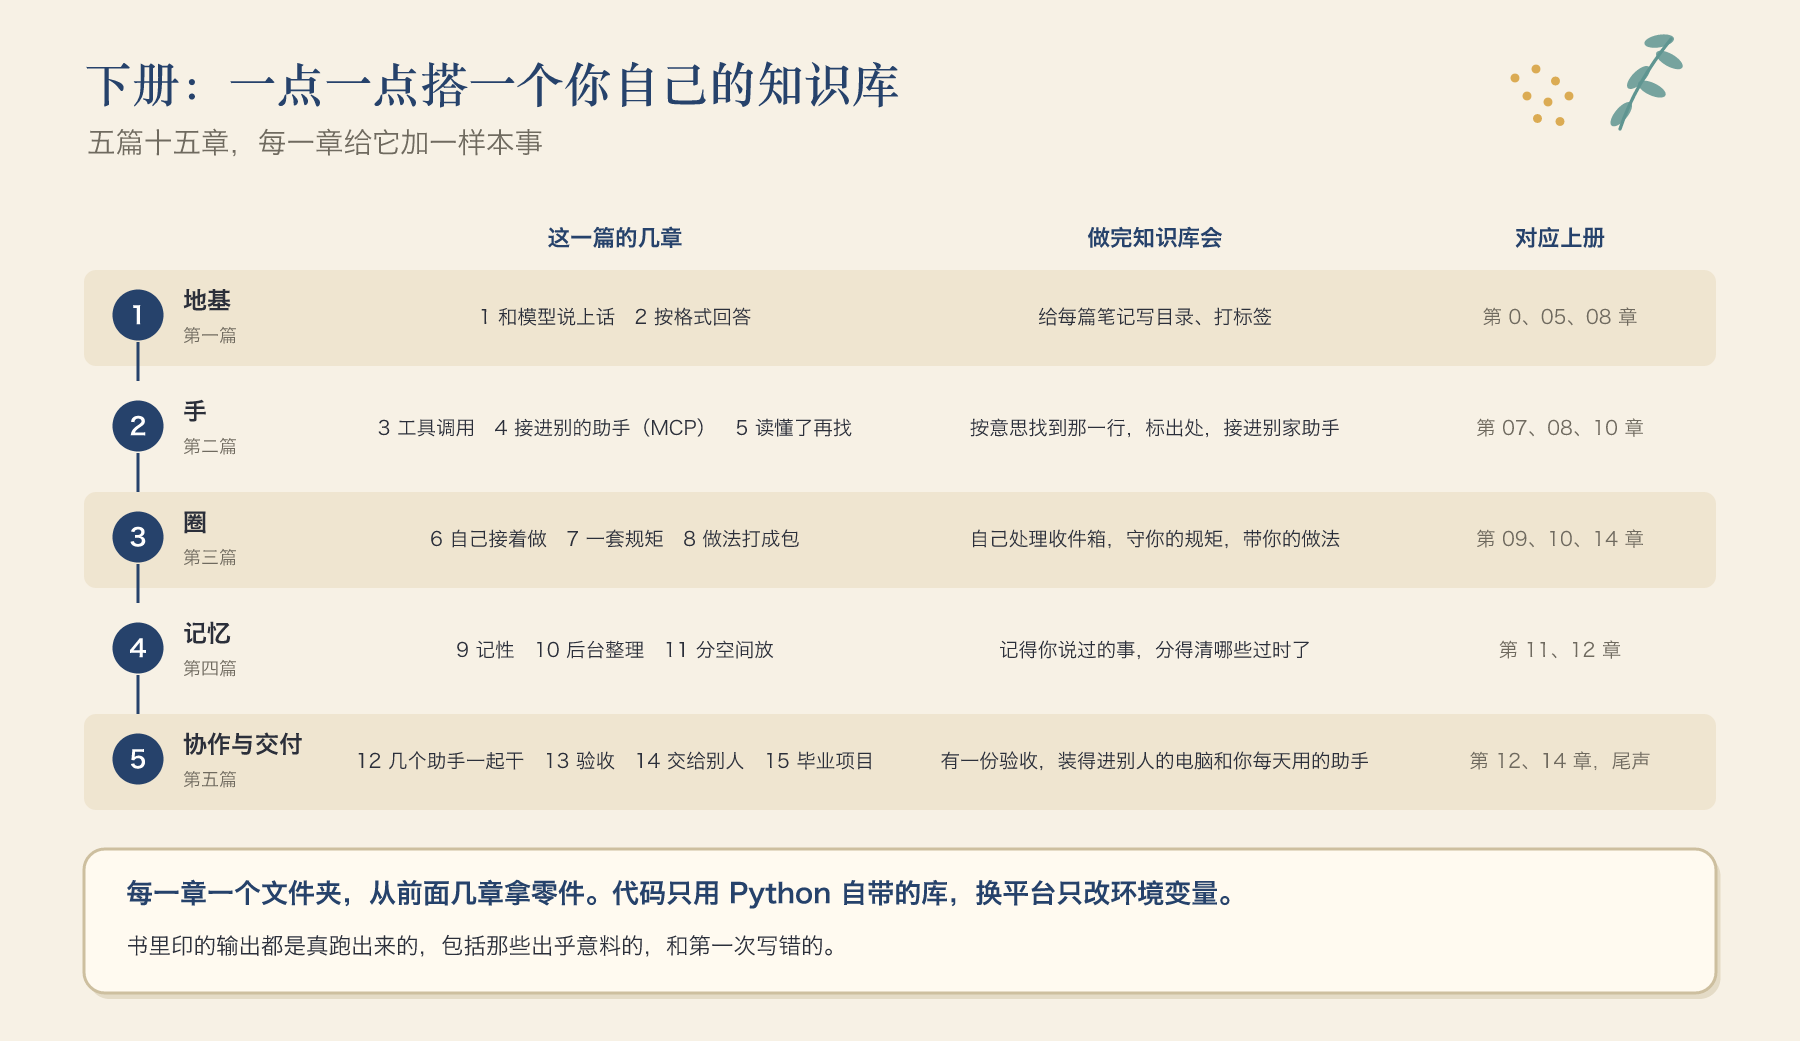 下册：一点一点搭一个你自己的知识库
五篇十五章，每一章给它加一样本事
这一篇的几章 做完知识库会 对应上册
1 地基 第一篇 1 和模型说上话 2 按格式回答 给每篇笔记写目录、打标签 第 0、05、08 章
2 手 第二篇 3 工具调用 4 接进别的助手（MCP） 5 读懂了再找 按意思找到那一行，标出处，接进别家助手 第 07、08、10 章
3 圈 第三篇 6 自己接着做 7 一套规矩 8 做法打成包 自己处理收件箱，守你的规矩，带你的做法 第 09、10、14 章
4 记忆 第四篇 9 记性 10 后台整理 11 分空间放 记得你说过的事，分得清哪些过时了 第 11、12 章
5 协作与交付 第五篇 12 几个助手一起干 13 验收 14 交给别人 15 毕业项目 有一份验收，装得进别人的电脑和你每天用的助手 第 12、14 章，尾声
每一章一个文件夹，从前面几章拿零件。代码只用 Python 自带的库，换平台只改环境变量。
书里印的输出都是真跑出来的，包括那些出乎意料的，和第一次写错的。